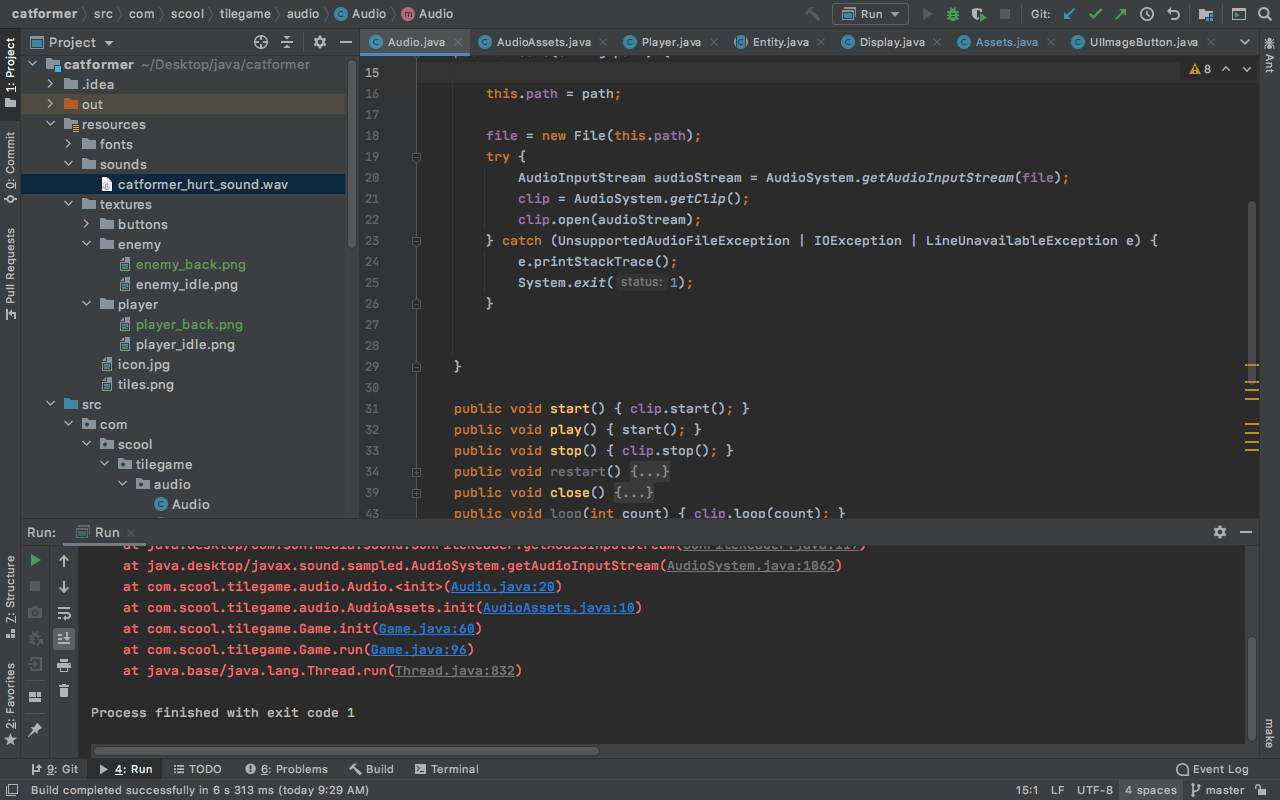 catformer src com scool tilegame audio Audio Audio Run Git:
1: Project
0: Commit
Pull Requests
Z: Structure
2: Favorites
Project
catformer ~/Desktop/java/catformer
.idea
out
resources
fonts
sounds
catformer_hurt_sound.wav
textures
buttons
enemy
enemy_back.png
enemy_idle.png
player
player_back.png
player_idle.png
icon.jpg
tiles.png
src
com
scool
tilegame
audio
Audio
Audio.java AudioAssets.java Player.java Entity.java Display.java Assets.java UIImageButton.java
8
15
16 this.path = path;
17
18 file = new File(this.path);
19 try {
20 AudioInputStream audioStream = AudioSystem.getAudioInputStream(file);
21 clip = AudioSystem.getClip();
22 clip.open(audioStream);
23 } catch (UnsupportedAudioFileException | IOException | LineUnavailableException e) {
24 e.printStackTrace();
25 System.exit( status: 1);
26 }
27
28
29 }
30
31 public void start() { clip.start(); }
32 public void play() { start(); }
33 public void stop() { clip.stop(); }
34 public void restart() {...}
39 public void close() {...}
43 public void loop(int count) { clip.loop(count); }
Ant
make
Run: Run
at java.desktop/com.sun.media.sound.SunFileReader.getAudioInputStream(SunFileReader.java:117)
at java.desktop/javax.sound.sampled.AudioSystem.getAudioInputStream(AudioSystem.java:1062)
at com.scool.tilegame.audio.Audio.<init>(Audio.java:20)
at com.scool.tilegame.audio.AudioAssets.init(AudioAssets.java:10)
at com.scool.tilegame.Game.init(Game.java:60)
at com.scool.tilegame.Game.run(Game.java:96)
at java.base/java.lang.Thread.run(Thread.java:832)
Process finished with exit code 1
9: Git 4: Run TODO 6: Problems Build Terminal Event Log
Build completed successfully in 6 s 313 ms (today 9:29 AM) 15:1 LF UTF-8 4 spaces master